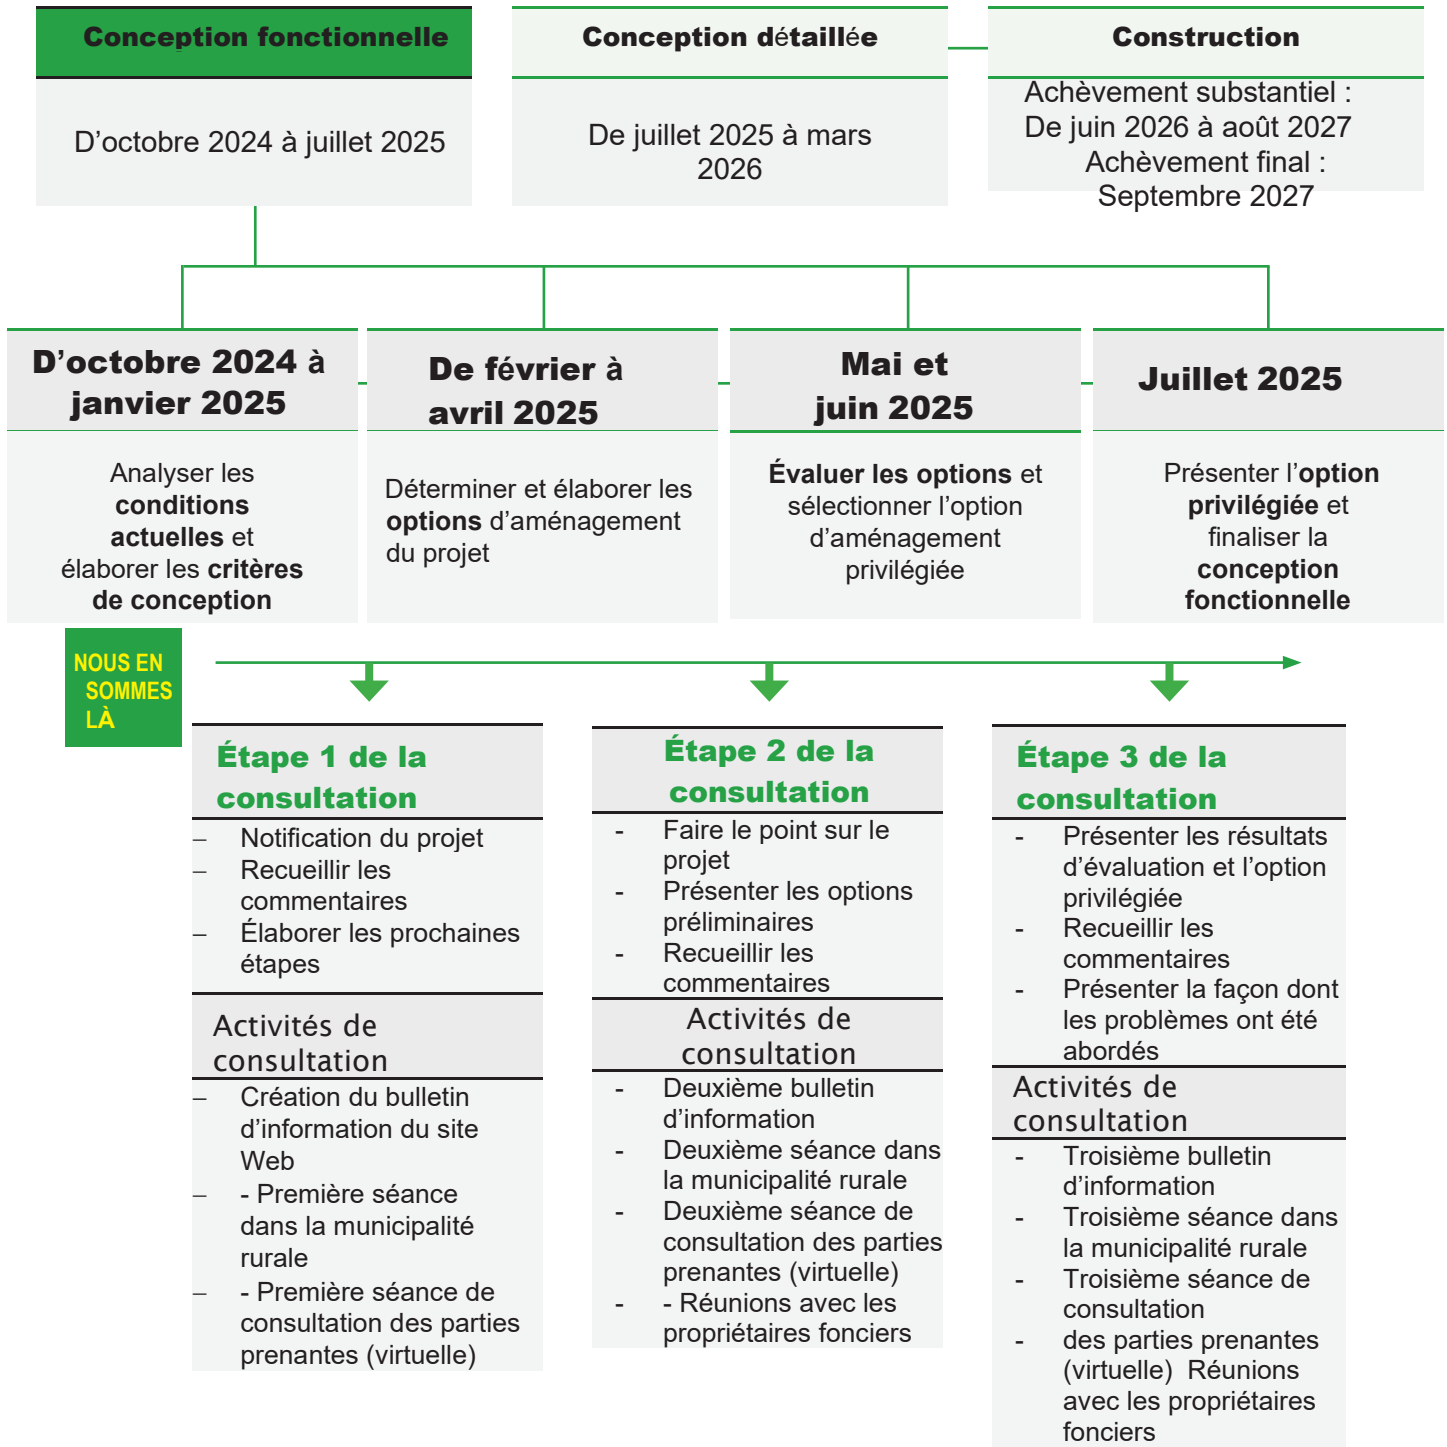 Conception fonctionnelle
D’octobre 2024 à juillet 2025
Conception détaillée
De juillet 2025 à mars
2026
Construction
Achèvement substantiel :
De juin 2026 à août 2027
Achèvement final :
Septembre 2027
D’octobre 2024 à
janvier 2025
Analyser les
conditions
actuelles et
élaborer les critères
de conception
De février à
avril 2025
Déterminer et élaborer les
options d’aménagement
du projet
Mai et
juin 2025
Évaluer les options et
sélectionner l’option
d’aménagement
privilégiée
Juillet 2025
Présenter l’option
privilégiée et
finaliser la
conception
fonctionnelle
NOUS EN
SOMMES
LÀ
Étape 1 de la
consultation
– Notification du projet
– Recueillir les
commentaires
– Élaborer les prochaines
étapes
Activités de
consultation
– Création du bulletin
d’information du site
Web
– - Première séance
dans la municipalité
rurale
– - Première séance de
consultation des parties
prenantes (virtuelle)
Étape 2 de la
consultation
- Faire le point sur le
projet
- Présenter les options
préliminaires
- Recueillir les
commentaires
Activités de
consultation
- Deuxième bulletin
d’information
- Deuxième séance dans
la municipalité rurale
- Deuxième séance de
consultation des parties
prenantes (virtuelle)
- - Réunions avec les
propriétaires fonciers
Étape 3 de la
consultation
- Présenter les résultats
d’évaluation et l’option
privilégiée
- Recueillir les
commentaires
- Présenter la façon dont
les problèmes ont été
abordés
Activités de
consultation
- Troisième bulletin
d’information
- Troisième séance dans
la municipalité rurale
- Troisième séance de
consultation
- des parties prenantes
(virtuelle) Réunions
avec les propriétaires
fonciers